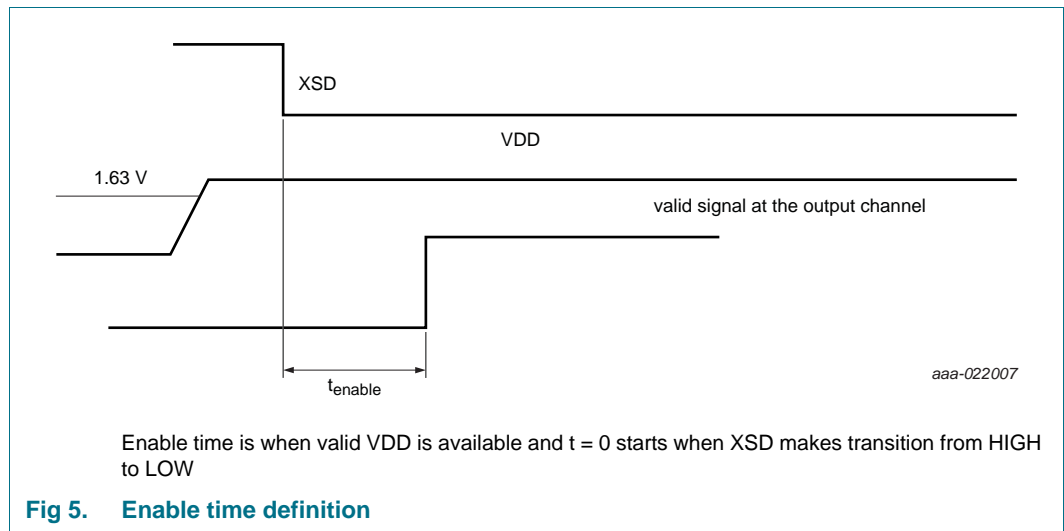 XSD
VDD
1.63 V
valid signal at the output channel
tenable
aaa-022007
Enable time is when valid VDD is available and t = 0 starts when XSD makes transition from HIGH
to LOW
Fig 5. Enable time definition